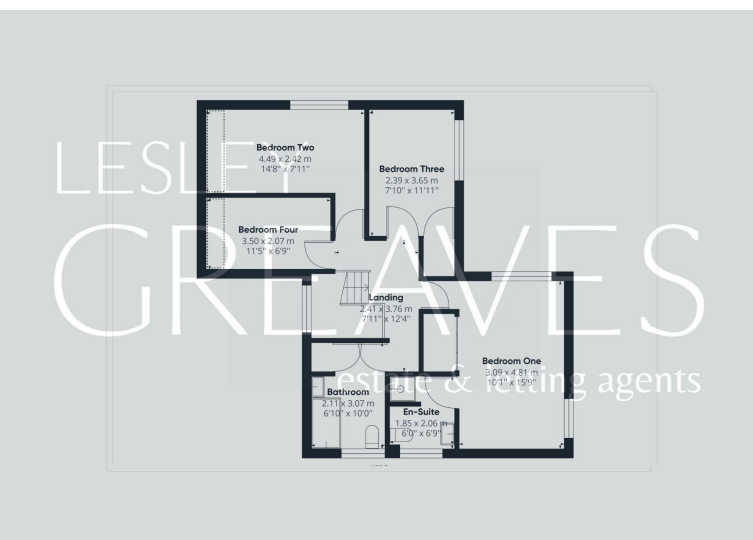 LESLEY
GREAVES
estate & letting agents
Bedroom Two
4.49 x 2.42 m
14'8" x 7'11"
Bedroom Three
2.39 x 3.65 m
7'10" x 11'11"
Bedroom Four
3.50 x 2.07 m
11'5" x 6'9"
Landing
2.41 x 3.76 m
7'11" x 12'4"
Bedroom One
3.09 x 4.81 m
10'1" x 15'9"
Bathroom
2.11 x 3.07 m
6'10" x 10'0"
En-Suite
1.85 x 2.06 m
6'0" x 6'9"